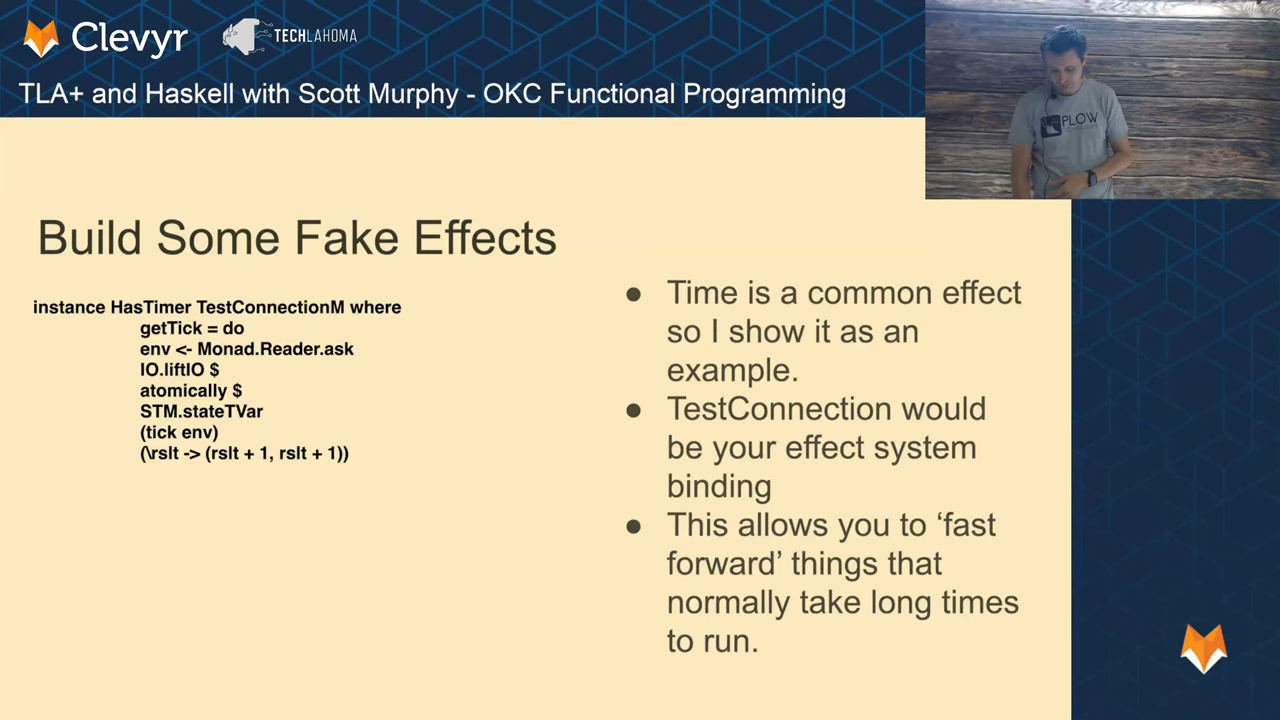 Clevyr
TECHLAHOMA
TLA+ and Haskell with Scott Murphy - OKC Functional Programming
PLOW
Build Some Fake Effects
instance HasTimer TestConnectionM where
getTick = do
env <- Monad.Reader.ask
IO.liftIO $
atomically $
STM.stateTVar
(tick env)
(\rslt -> (rslt + 1, rslt + 1))
● Time is a common effect
so I show it as an
example.
● TestConnection would
be your effect system
binding
● This allows you to ‘fast
forward’ things that
normally take long times
to run.